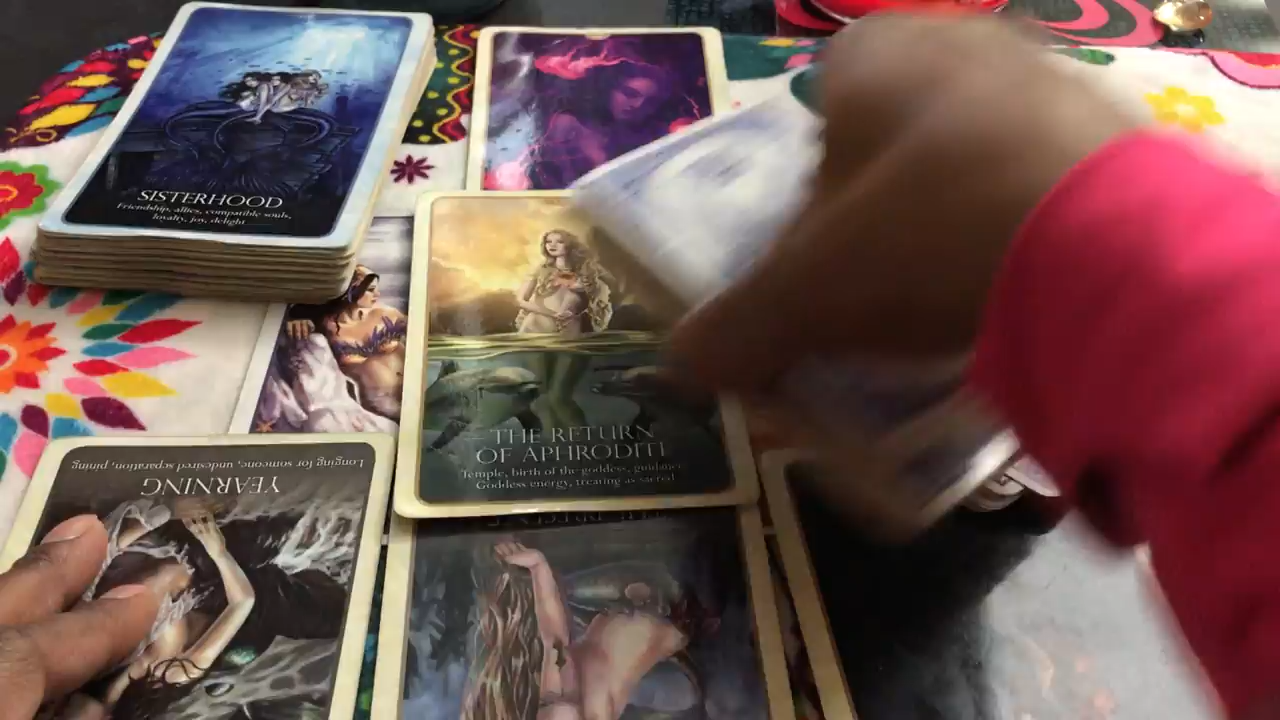 SISTERHOOD
Friendship, allies, compatible souls,
loyalty, joy, delight
THE RETURN
OF APHRODITE
Temple, birth of the goddess, guidance
Goddess energy, treating as sacred
YEARNING
Longing for someone, undesired separation, pining